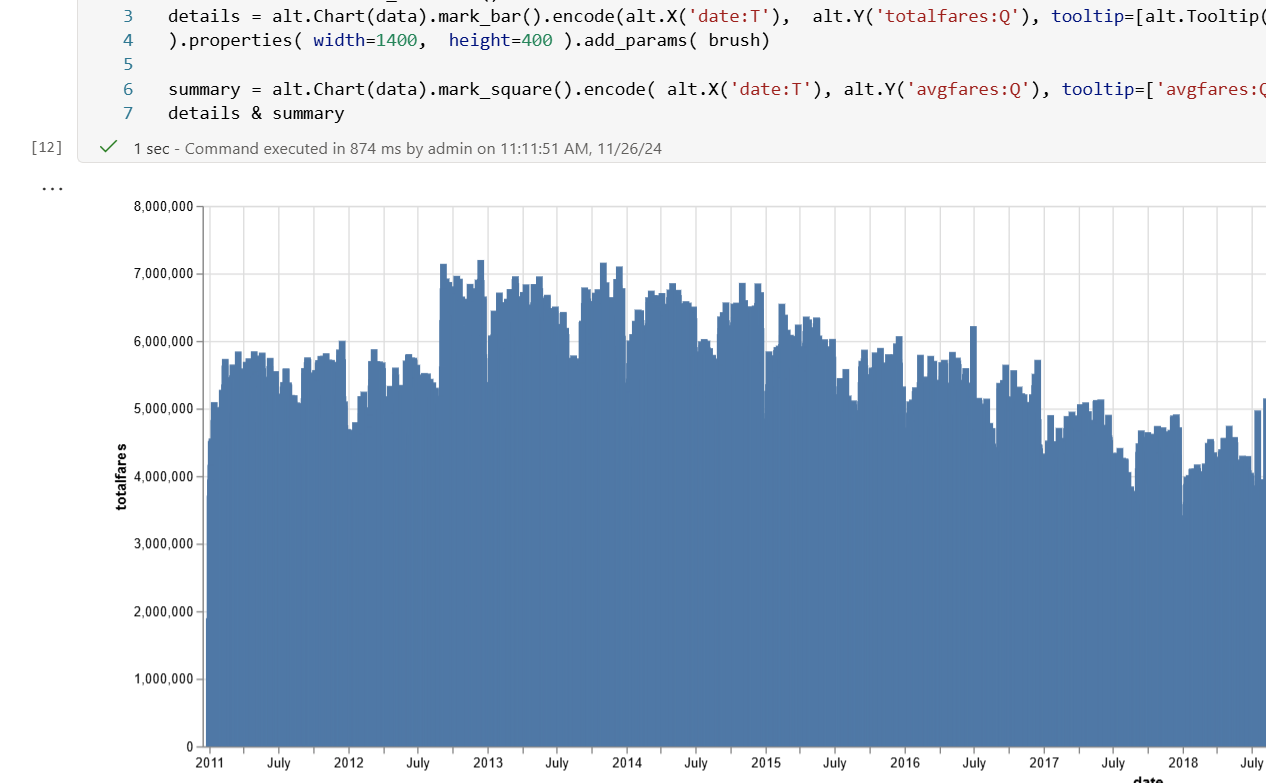 3 details = alt.Chart(data).mark_bar().encode(alt.X('date:T'),  alt.Y('totalfares:Q'), tooltip=[alt.Tooltip(
4 ).properties( width=1400,  height=400 ).add_params( brush)
5
6 summary = alt.Chart(data).mark_square().encode( alt.X('date:T'), alt.Y('avgfares:Q'), tooltip=['avgfares:Q
7 details & summary
[12] 1 sec - Command executed in 874 ms by admin on 11:11:51 AM, 11/26/24
...
8,000,000
7,000,000
6,000,000
5,000,000
totalfares
4,000,000
3,000,000
2,000,000
1,000,000
0
2011 July 2012 July 2013 July 2014 July 2015 July 2016 July 2017 July 2018 July
date